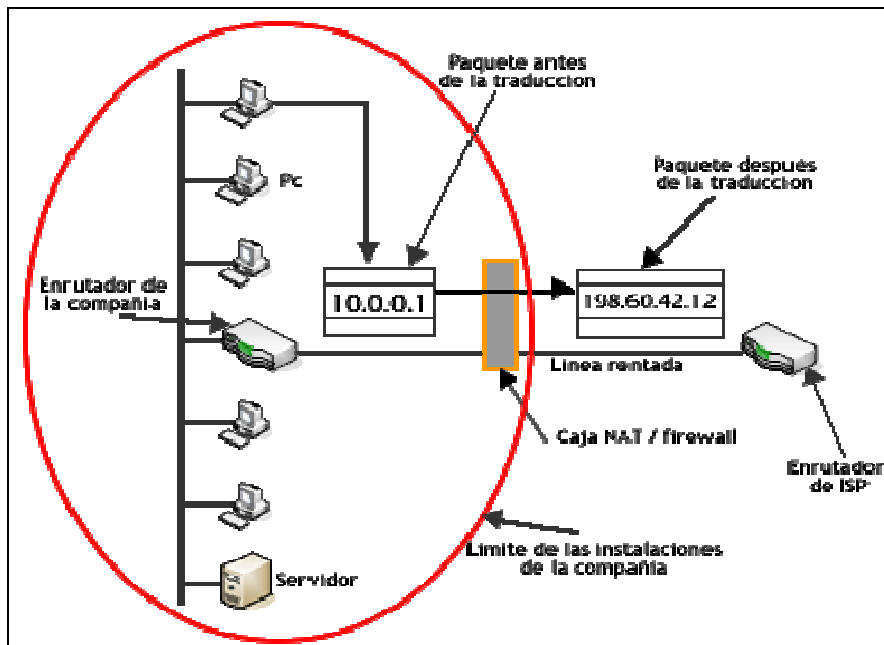 Paquete antes
de la traduccion
Pc
Paquete después
de la traduccion
Enrutador de
la compañia
10.0.0.1
198.60.42.12
Linea rentada
Caja NAT / firewall
Enrutador
de ISP
Limite de las instalaciones
de la compañia
Servidor